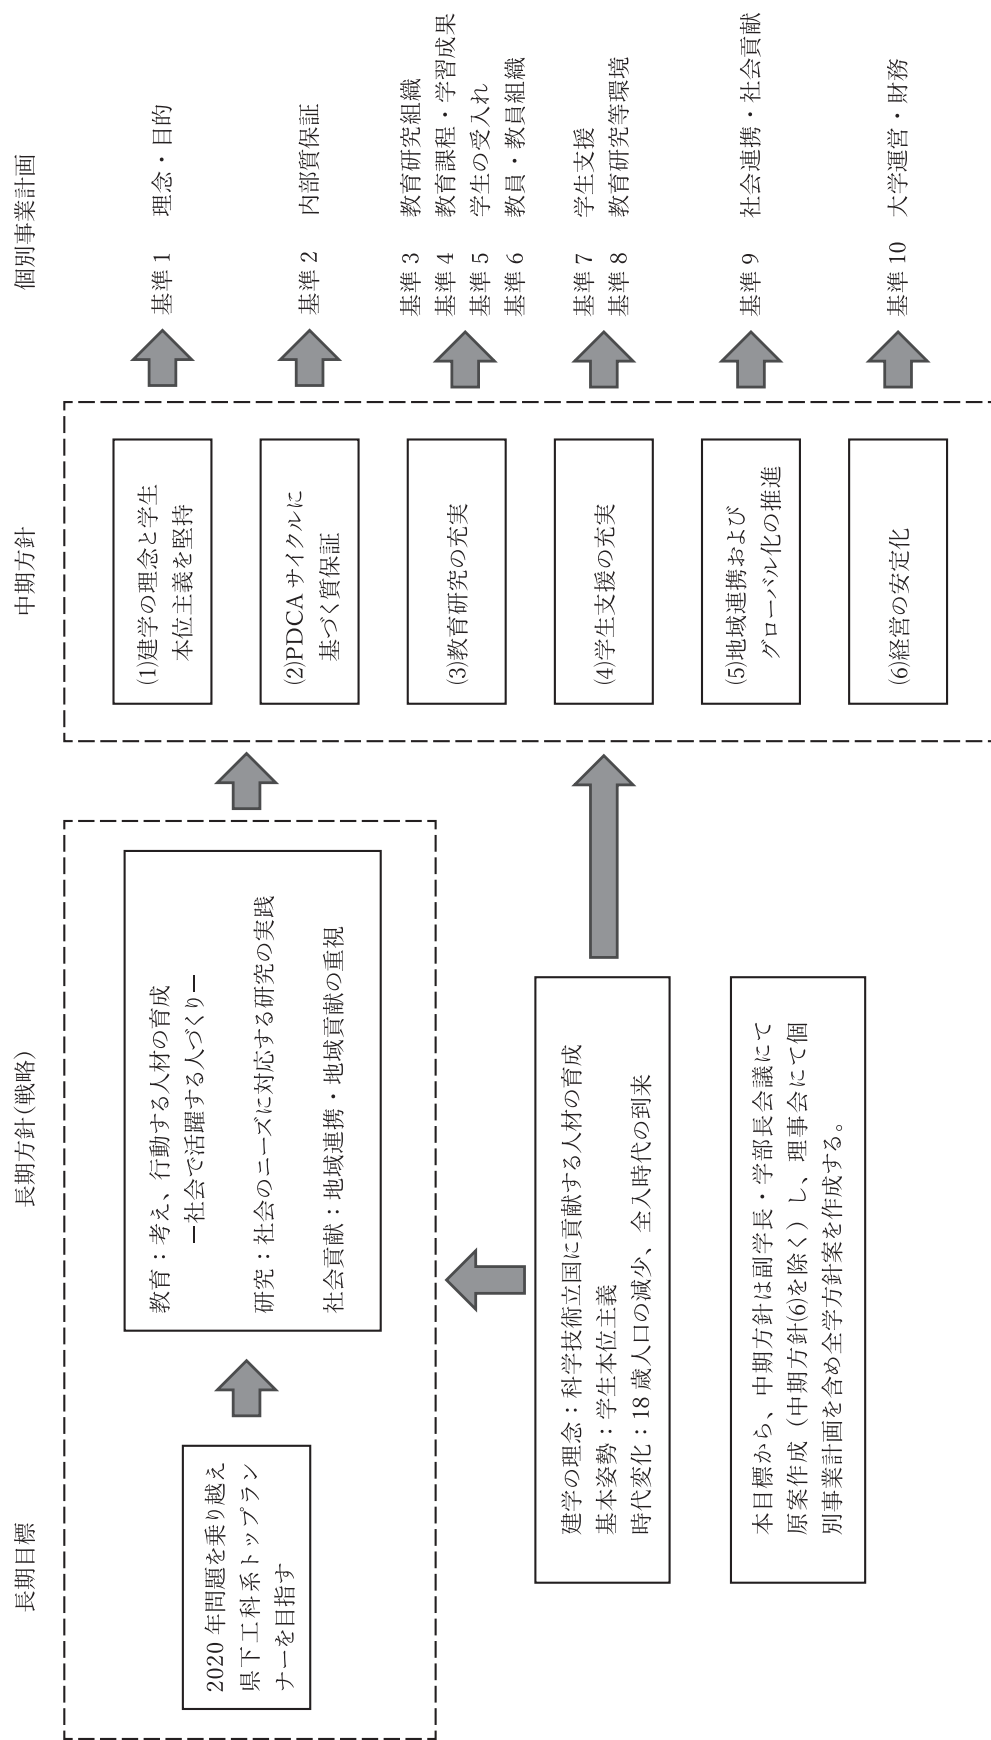 長期目標
長期方針(戦略)
中期方針
個別事業計画
2020年問題を乗り越え
県下工科系トップラン
ナーを目指す
教育：考え、行動する人材の育成
―社会で活躍する人づくり―
研究：社会のニーズに対応する研究の実践
社会貢献：地域連携・地域貢献の重視
建学の理念：科学技術立国に貢献する人材の育成
基本姿勢：学生本位主義
時代変化：18歳人口の減少、全入時代の到来
本目標から、中期方針は副学長・学部長会議にて
原案作成（中期方針(6)を除く）し、理事会にて個
別事業計画を含め全学方針案を作成する。
(1)建学の理念と学生
本位主義を堅持
(2)PDCAサイクルに
基づく質保証
(3)教育研究の充実
(4)学生支援の充実
(5)地域連携および
グローバル化の推進
(6)経営の安定化
基準1 理念・目的
基準2 内部質保証
基準3 教育研究組織
基準4 教育課程・学習成果
基準5 学生の受入れ
基準6 教員・教員組織
基準7 学生支援
基準8 教育研究等環境
基準9 社会連携・社会貢献
基準10 大学運営・財務